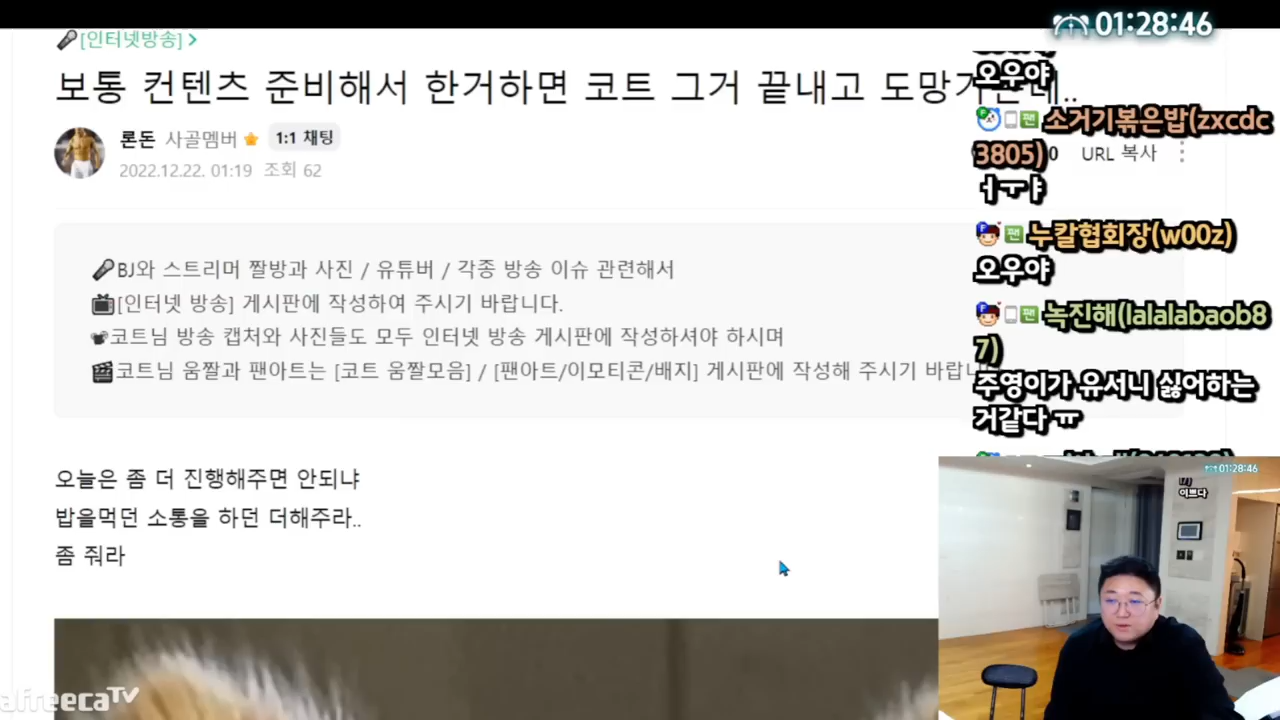 01:28:46
[인터넷방송] >
보통 컨텐츠 준비해서 한거하면 코트 그거 끝내고 도망가던데..
론돈 사골멤버 1:1 채팅
2022.12.22. 01:19 조회 62
0 URL 복사
BJ와 스트리머 짤방과 사진 / 유튜버 / 각종 방송 이슈 관련해서
[인터넷 방송] 게시판에 작성하여 주시기 바랍니다.
코트님 방송 캡처와 사진들도 모두 인터넷 방송 게시판에 작성하셔야 하시며
코트님 움짤과 팬아트는 [코트 움짤모음] / [팬아트/이모티콘/배지] 게시판에 작성해 주시기 바랍니
오늘은 좀 더 진행해주면 안되냐
밥을먹던 소통을 하던 더해주라..
좀 줘라
오우야
팬 소거기볶은밥(zxcdc
3805)
ㅓㅜㅑ
팬 누칼협회장(w00z)
오우야
팬 녹진해(lalalabaob8
7)
주영이가 유서니 싫어하는
거같다 ㅠ
01:28:46
7)
이쁘다
afreecaTV